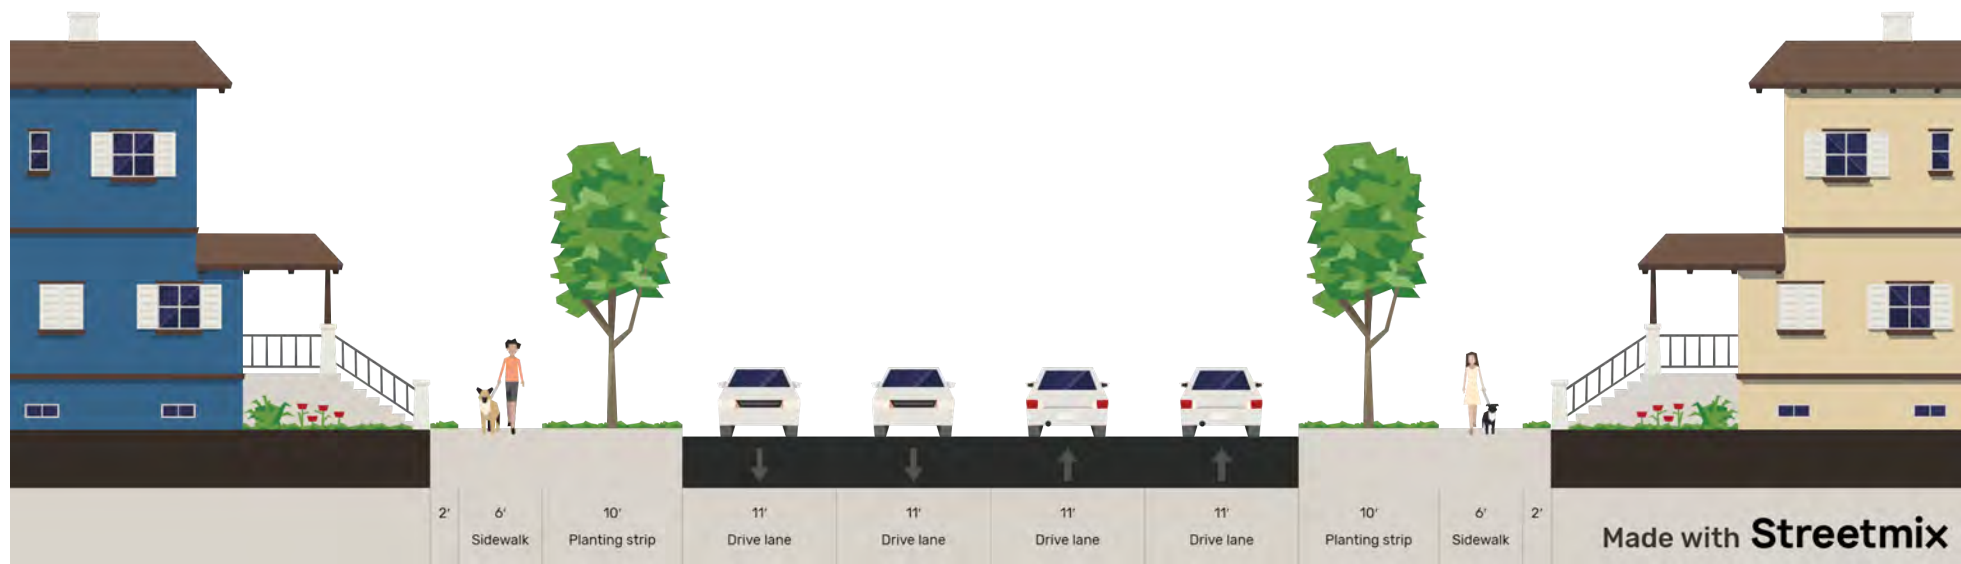 2' 6' 10' 11' 11' 11' 11' 10' 6' 2'
Sidewalk Planting strip Drive lane Drive lane Drive lane Drive lane Planting strip Sidewalk
Made with Streetmix